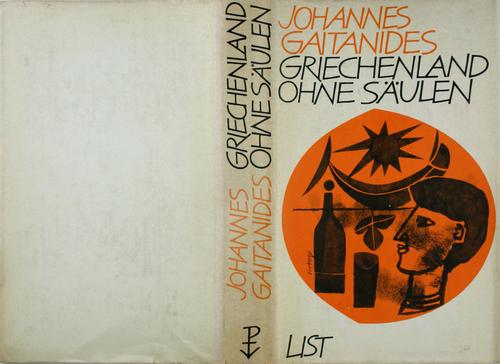 JOHANNES
GAITANIDES
GRIECHENLAND
OHNE SÄULEN
LIST
JOHANNES
GAITANIDES
GRIECHENLAND
OHNE SÄULEN